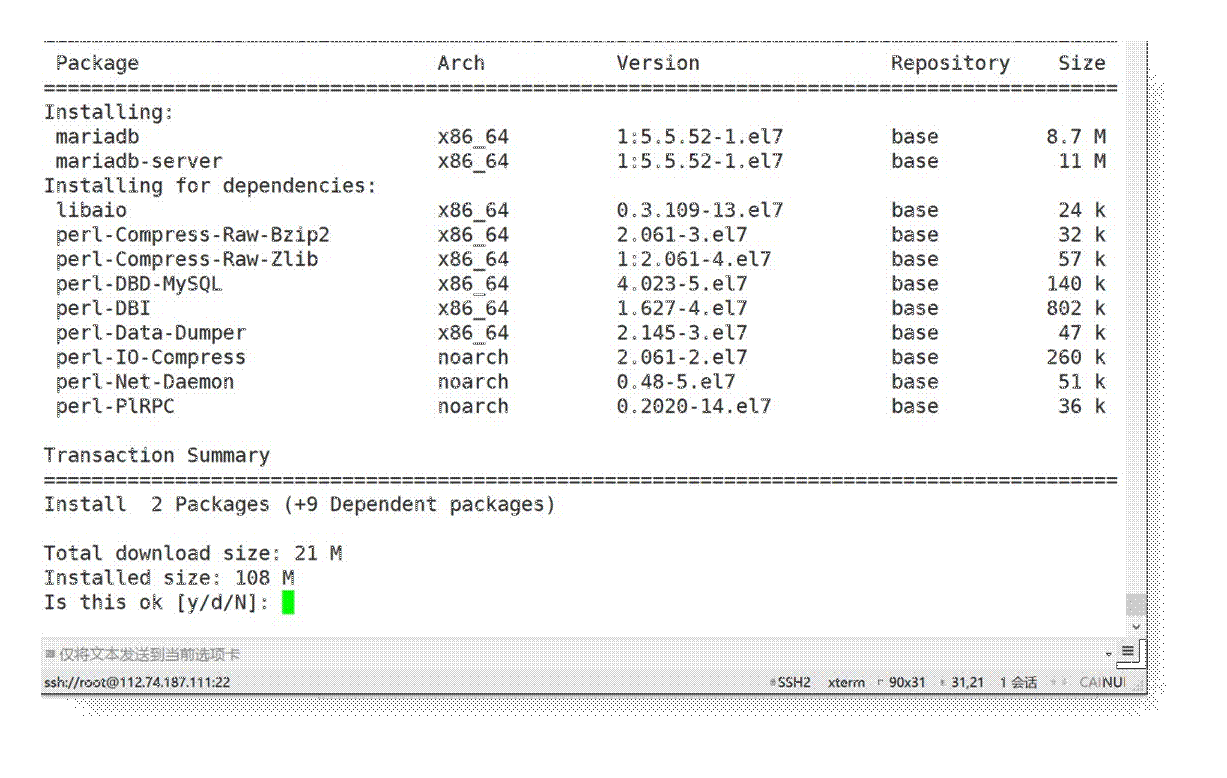 Package Arch Version Repository Size
================================================================================
Installing:
mariadb x86_64 1:5.5.52-1.el7 base 8.7 M
mariadb-server x86_64 1:5.5.52-1.el7 base 11 M
Installing for dependencies:
libaio x86_64 0.3.109-13.el7 base 24 k
perl-Compress-Raw-Bzip2 x86_64 2.061-3.el7 base 32 k
perl-Compress-Raw-Zlib x86_64 1:2.061-4.el7 base 57 k
perl-DBD-MySQL x86_64 4.023-5.el7 base 140 k
perl-DBI x86_64 1.627-4.el7 base 802 k
perl-Data-Dumper x86_64 2.145-3.el7 base 47 k
perl-IO-Compress noarch 2.061-2.el7 base 260 k
perl-Net-Daemon noarch 0.48-5.el7 base 51 k
perl-PlRPC noarch 0.2020-14.el7 base 36 k
Transaction Summary
================================================================================
Install 2 Packages (+9 Dependent packages)
Total download size: 21 M
Installed size: 108 M
Is this ok [y/d/N]:
仅将文本发送到当前选项卡
ssh://root@112.74.187.111:22 SSH2 xterm 90x31 31,21 1 会话